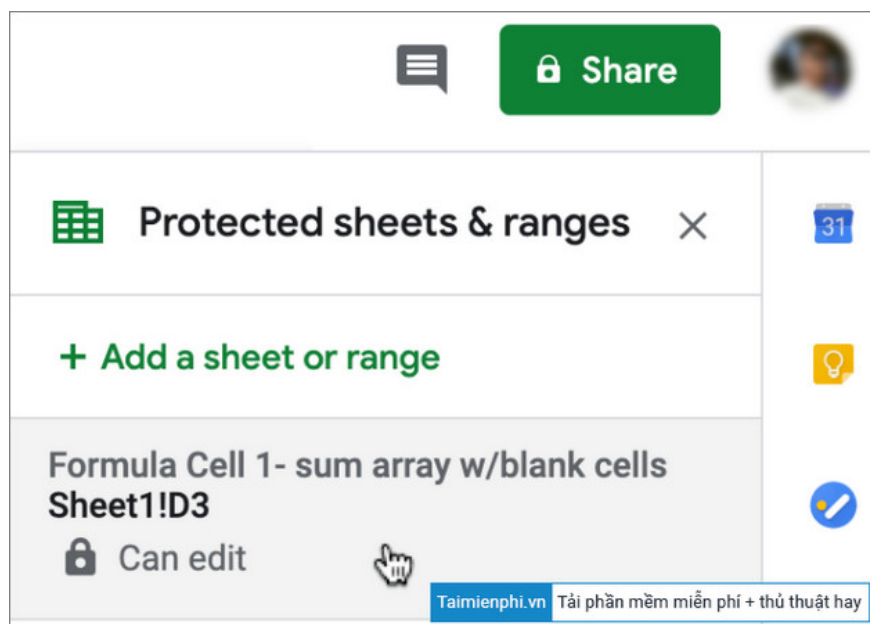 Share
Protected sheets & ranges
31
+ Add a sheet or range
Formula Cell 1- sum array w/blank cells
Sheet1!D3
Can edit
Taimienphi.vn Tải phần mềm miễn phí + thủ thuật hay